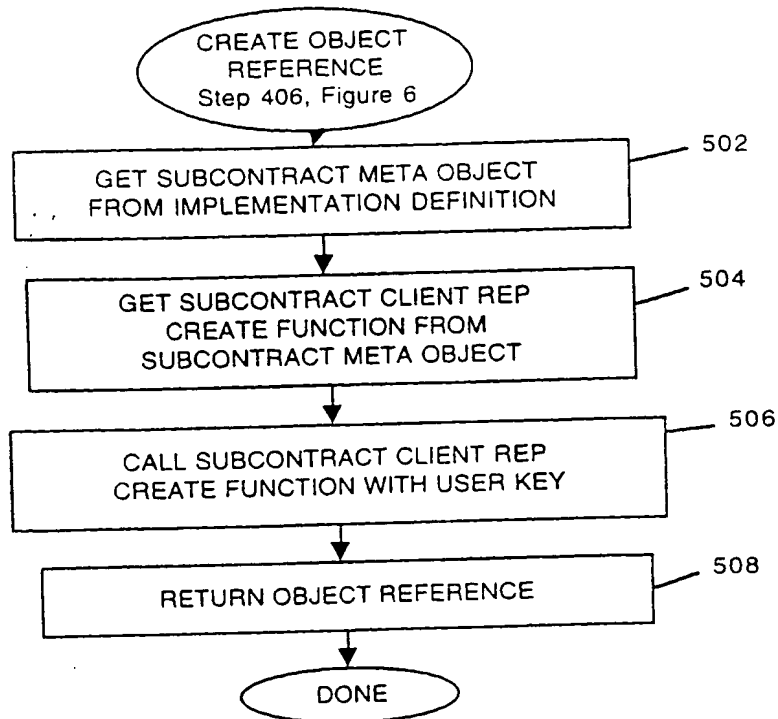 CREATE OBJECT
REFERENCE
Step 406, Figure 6
502
GET SUBCONTRACT META OBJECT
FROM IMPLEMENTATION DEFINITION
504
GET SUBCONTRACT CLIENT REP
CREATE FUNCTION FROM
SUBCONTRACT META OBJECT
506
CALL SUBCONTRACT CLIENT REP
CREATE FUNCTION WITH USER KEY
508
RETURN OBJECT REFERENCE
DONE